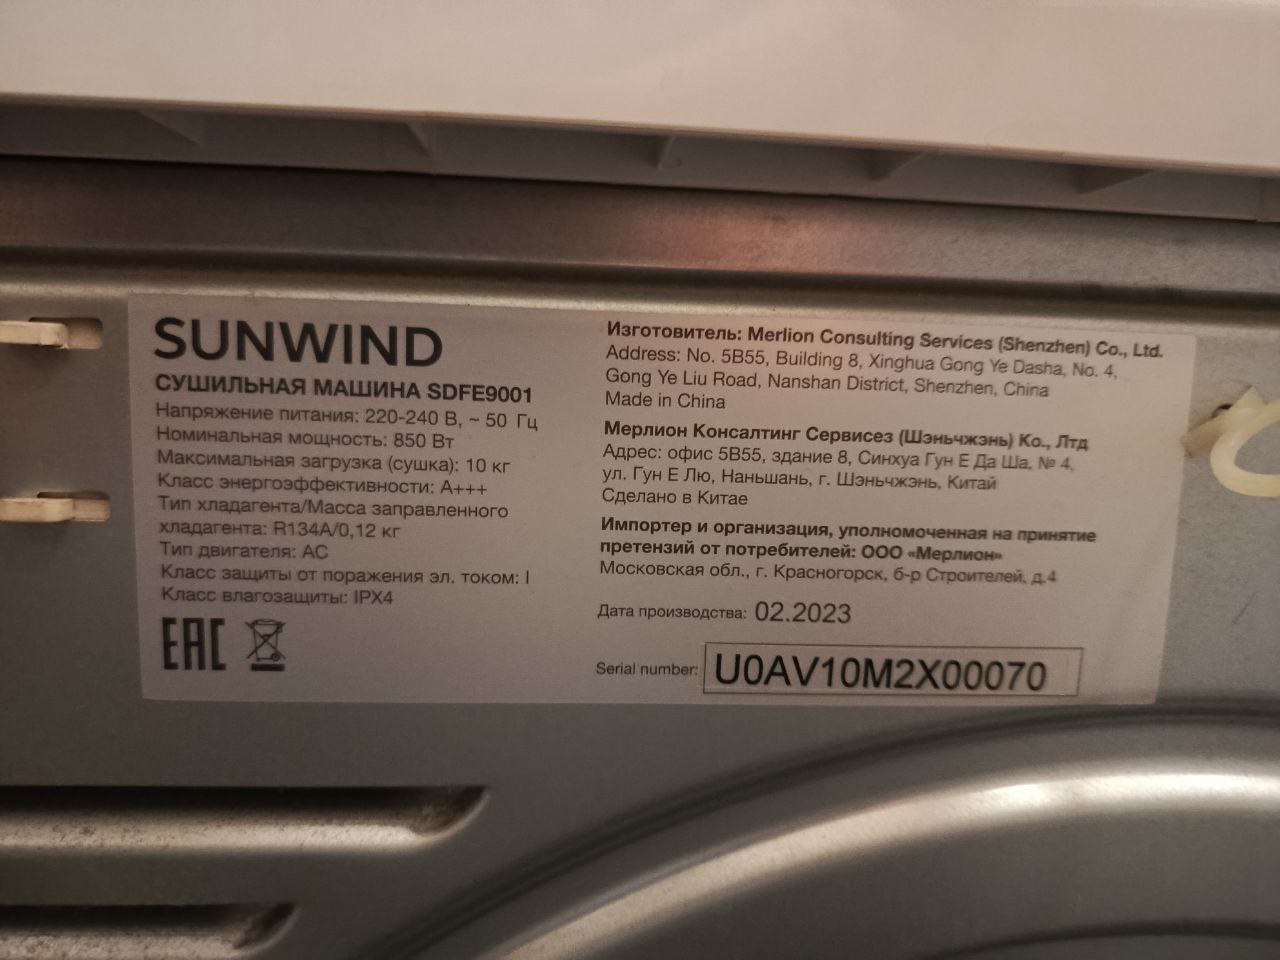 SUNWIND
СУШИЛЬНАЯ МАШИНА SDFE9001
Напряжение питания: 220-240 В, ~ 50 Гц
Номинальная мощность: 850 Вт
Максимальная загрузка (сушка): 10 кг
Класс энергоэффективности: А+++
Тип хладагента/Масса заправленного
хладагента: R134A/0,12 кг
Тип двигателя: АС
Класс защиты от поражения эл. током: I
Класс влагозащиты: IPX4
EAC
Изготовитель: Merlion Consulting Services (Shenzhen) Co., Ltd.
Address: No. 5B55, Building 8, Xinghua Gong Ye Dasha, No. 4,
Gong Ye Liu Road, Nanshan District, Shenzhen, China
Made in China
Мерлион Консалтинг Сервисез (Шэньчжэнь) Ко., Лтд
Адрес: офис 5В55, здание 8, Синхуа Гун Е Да Ша, № 4,
ул. Гун Е Лю, Наньшань, г. Шэньчжэнь, Китай
Сделано в Китае
Импортер и организация, уполномоченная на принятие
претензий от потребителей: ООО «Мерлион»
Московская обл., г. Красногорск, б-р Строителей, д.4
Дата производства: 02.2023
Serial number: U0AV10M2X00070